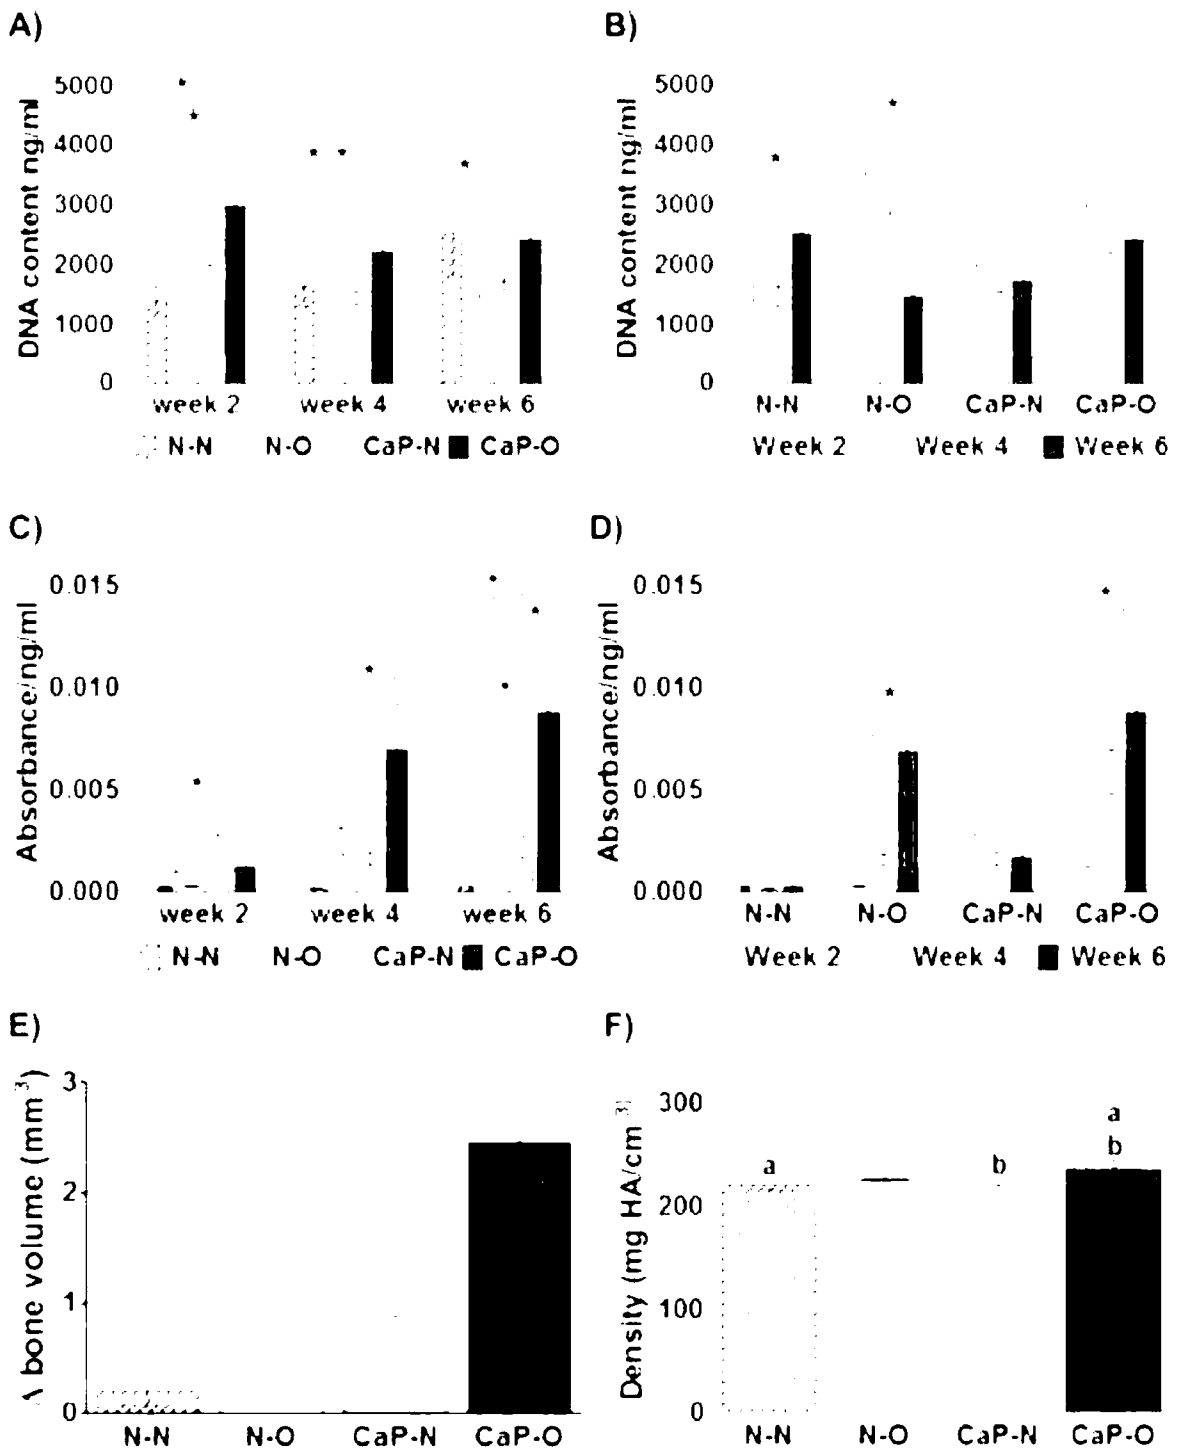 A)
DNA content ng/ml
5000
4000
3000
2000
1000
0
week 2 week 4 week 6
N-N N-O CaP-N CaP-O
B)
DNA content ng/ml
5000
4000
3000
2000
1000
0
N-N N-O CaP-N CaP-O
Week 2 Week 4 Week 6
C)
Absorbance/ng/ml
0.015
0.010
0.005
0.000
week 2 week 4 week 6
N-N N-O CaP-N CaP-O
D)
Absorbance/ng/ml
0.015
0.010
0.005
0.000
N-N N-O CaP-N CaP-O
Week 2 Week 4 Week 6
E)
bone volume (mm³)
3
2
1
0
N-N N-O CaP-N CaP-O
F)
Density (mg HA/cm³)
300
200
100
0
a
b
a
b
N-N N-O CaP-N CaP-O